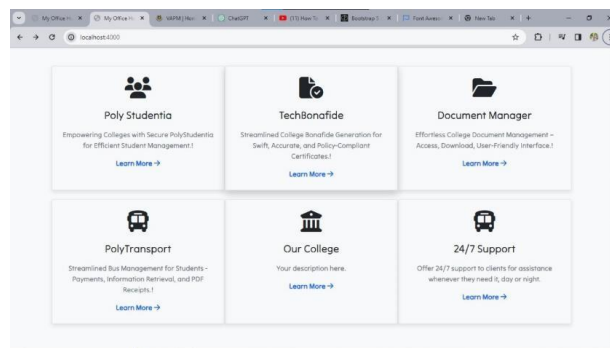 My Office H
My Office H
VAPM | Hom
ChatGPT
(11) How To
Bootstrap 5
Font Aweso
New Tab
localhost:4000
Poly Studentia
Empowering Colleges with Secure PolyStudentia
for Efficient Student Management.!
Learn More →
TechBonafide
Streamlined College Bonafide Generation for
Swift, Accurate, and Policy-Compliant
Certificates.!
Learn More →
Document Manager
Effortless College Document Management –
Access, Download, User-Friendly Interface.!
Learn More →
PolyTransport
Streamlined Bus Management for Students -
Payments, Information Retrieval, and PDF
Receipts.!
Learn More →
Our College
Your description here.
Learn More →
24/7 Support
Offer 24/7 support to clients for assistance
whenever they need it, day or night.
Learn More →